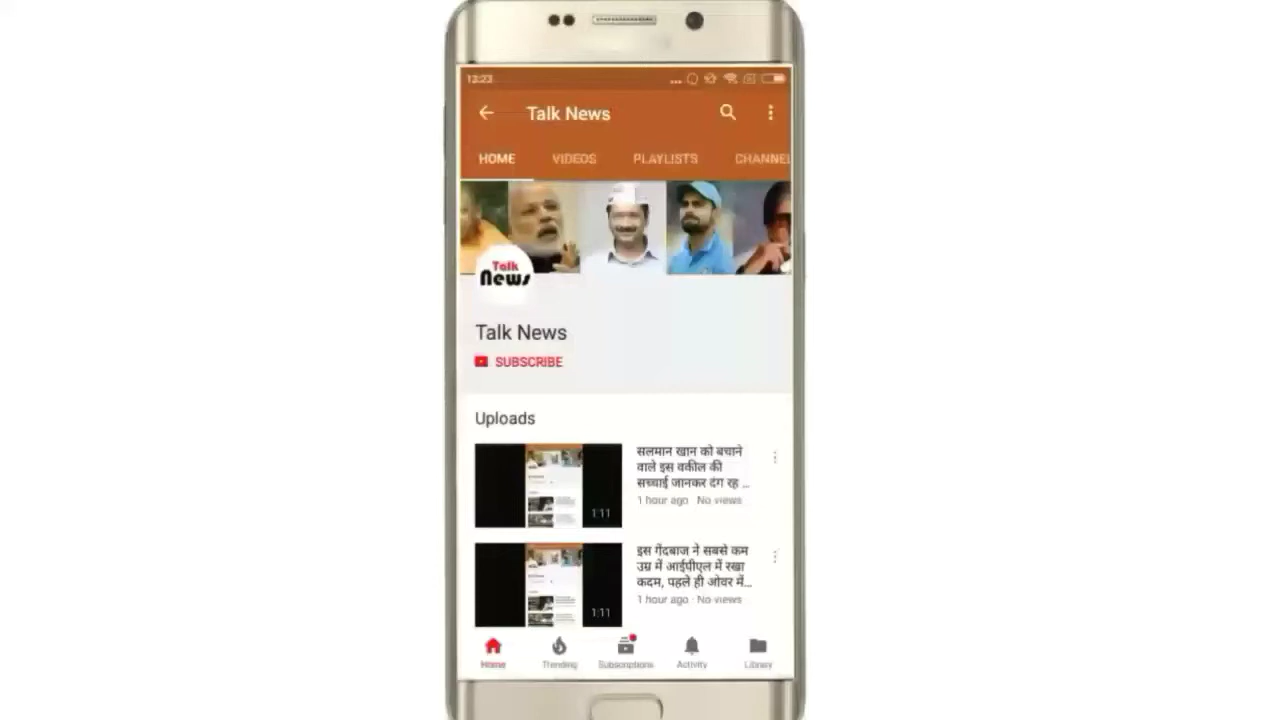 12:23
Talk News
HOME VIDEOS PLAYLISTS CHANNEL
Talk
News
Talk News
SUBSCRIBE
Uploads
सलमान खान को बचाने
वाले इस वकील की
सच्चाई जानकर दंग रह ...
1 hour ago · No views
1:11
इस गेंदबाज ने सबसे कम
उम्र में आईपीएल में रखा
कदम, पहले ही ओवर में...
1 hour ago · No views
1:11
Home Trending Subscriptions Activity Library